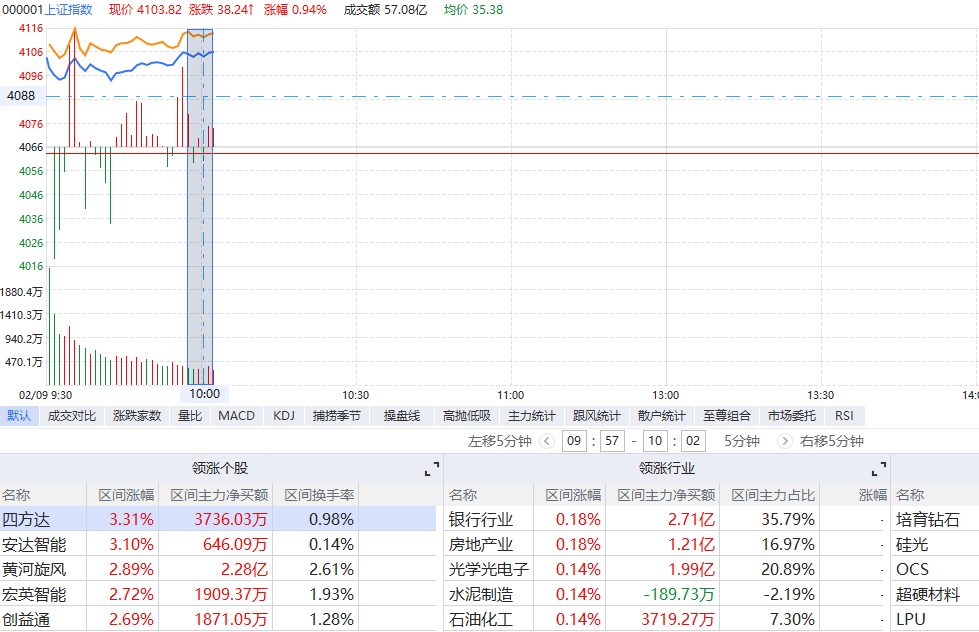 000001上证指数 现价 4103.82 涨跌 38.24↑ 涨幅 0.94% 成交额 57.08亿 均价 35.38
4116
4106
4096
4088
4076
4066
4056
4046
4036
4026
4016
1880.4万
1410.3万
940.2万
470.1万
02/09 9:30 10:00 10:30 11:00 13:00 13:30 14:
默认 成交对比 涨跌家数 量比 MACD KDJ 捕捞季节 操盘线 高抛低吸 主力统计 跟风统计 散户统计 至尊组合 市场委托 RSI
左移5分钟 09 : 57 - 10 : 02 5分钟 右移5分钟
领涨个股 领涨行业
名称 区间涨幅 区间主力净买额 区间换手率 名称 区间涨幅 区间主力净买额 区间主力占比 涨幅 名称
四方达 3.31% 3736.03万 0.98% 银行行业 0.18% 2.71亿 35.79% - 培育钻石
安达智能 3.10% 646.09万 0.14% 房地产业 0.18% 1.21亿 16.97% - 硅光
黄河旋风 2.89% 2.28亿 2.61% 光学光电子 0.14% 1.99亿 20.89% - OCS
宏英智能 2.72% 1909.37万 1.93% 水泥制造 0.14% -189.73万 -2.19% - 超硬材料
创益通 2.69% 1871.05万 1.28% 石油化工 0.14% 3719.27万 7.30% - LPU